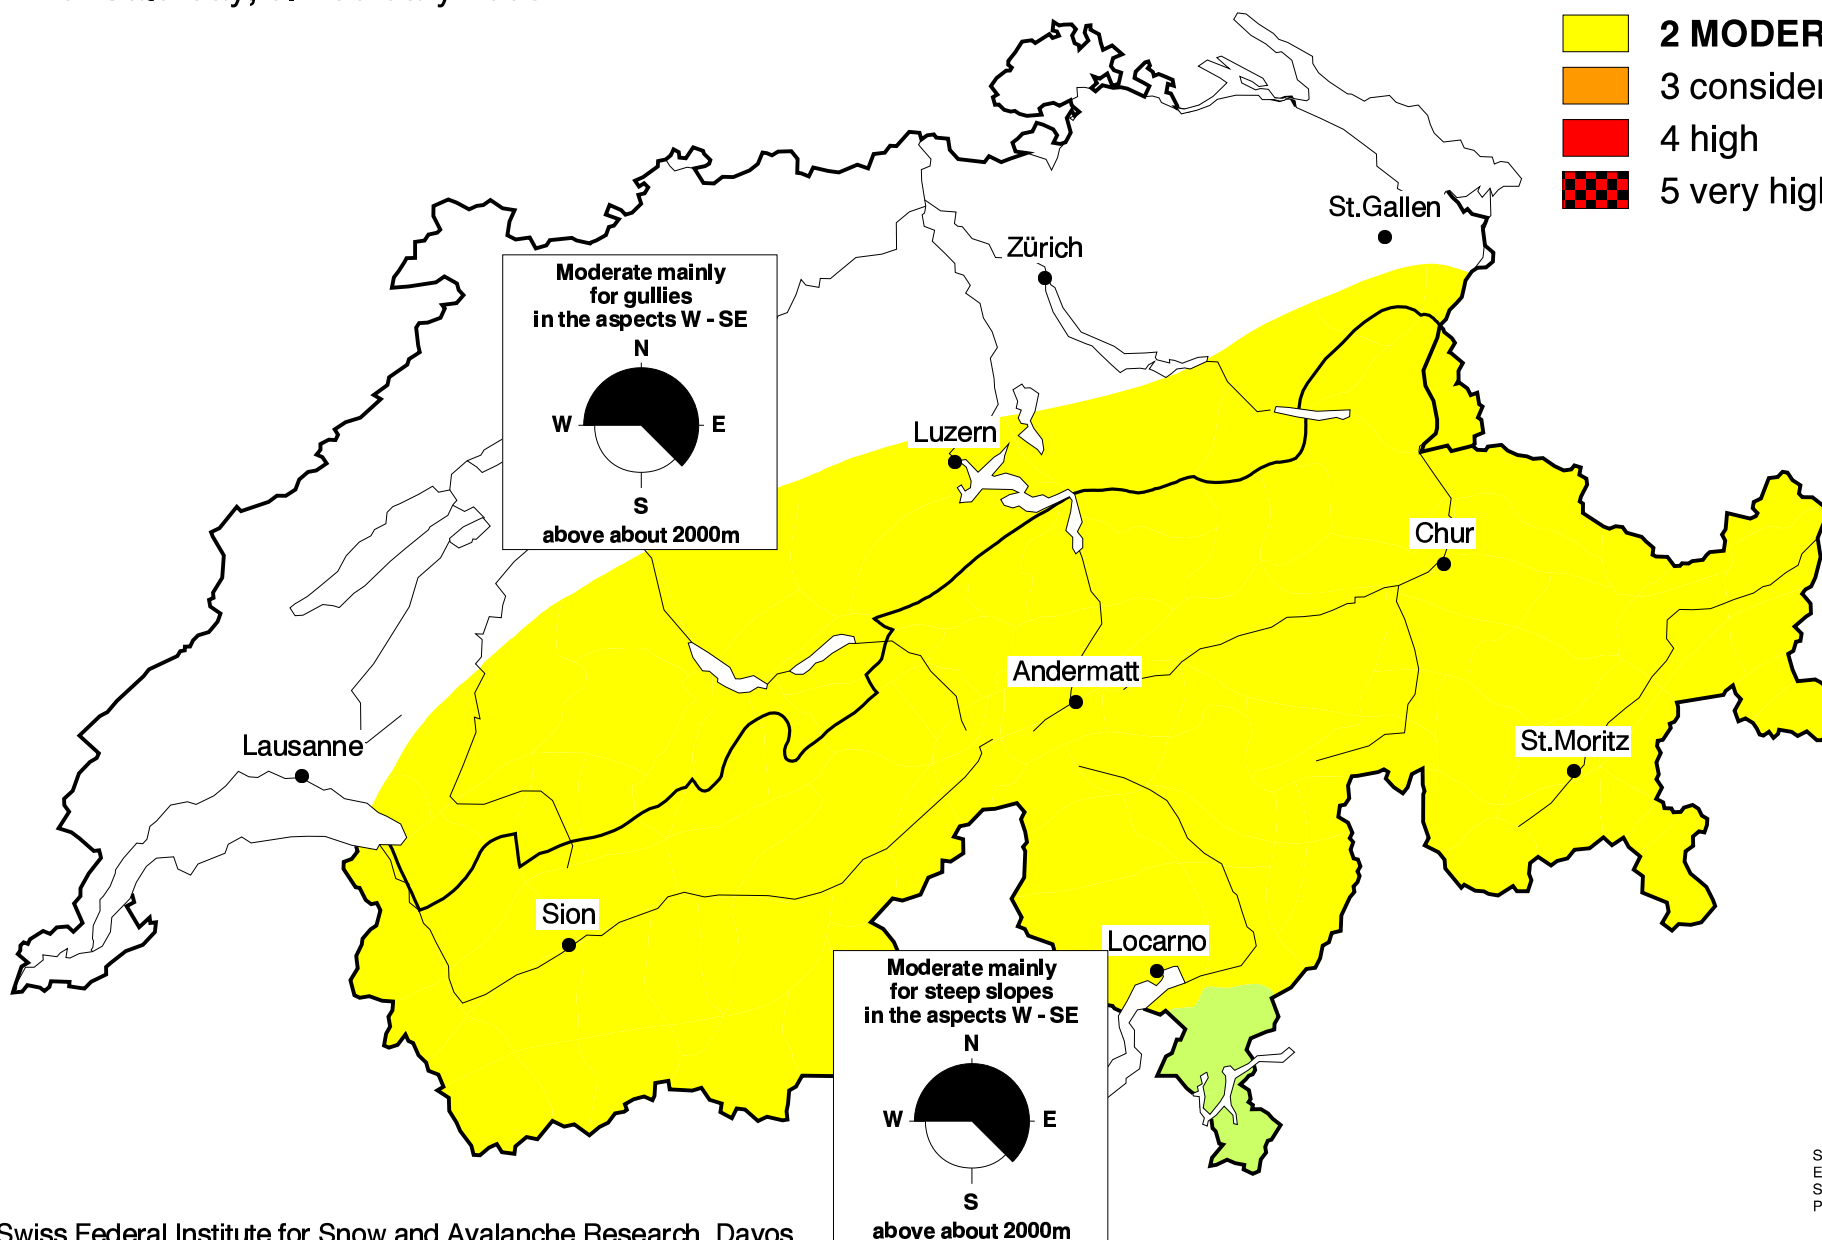 2 MODER
3 consider
4 high
5 very high
St.Gallen
Zürich
Moderate mainly
for gullies
in the aspects W - SE
N
W E
S
above about 2000m
Luzern
Chur
Andermatt
St.Moritz
Lausanne
Sion
Locarno
Moderate mainly
for steep slopes
in the aspects W - SE
N
W E
S
above about 2000m
S
E
S
P
Swiss Federal Institute for Snow and Avalanche Research, Davos